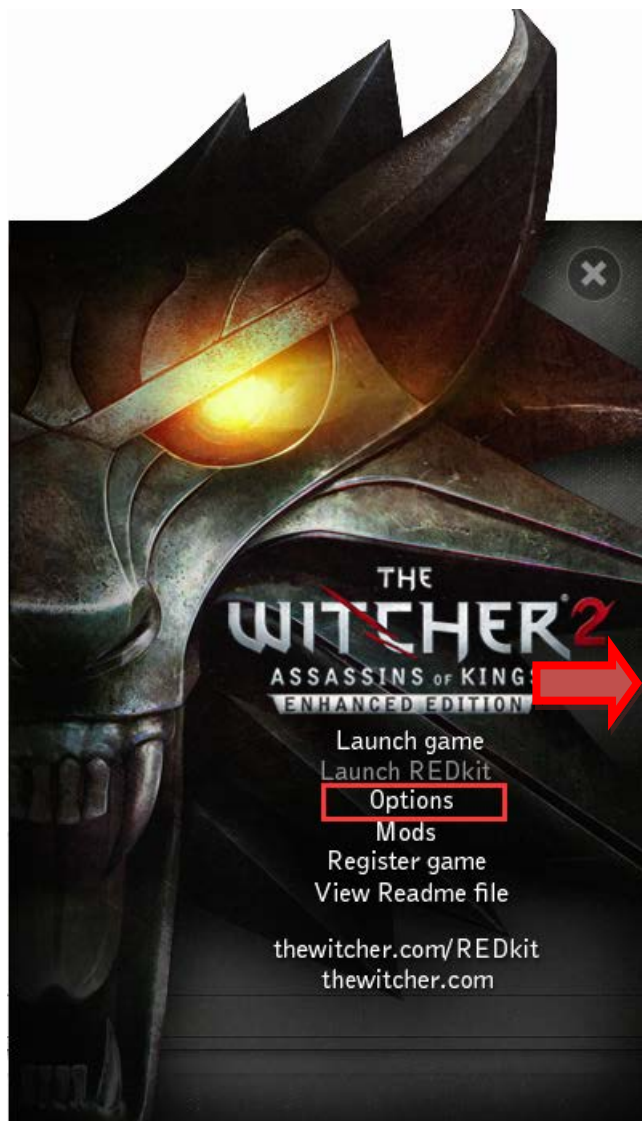 THE
WITCHER 2
ASSASSINS OF KINGS
ENHANCED EDITION
Launch game
Launch REDkit
Options
Mods
Register game
View Readme file
thewitcher.com/REDkit
thewitcher.com